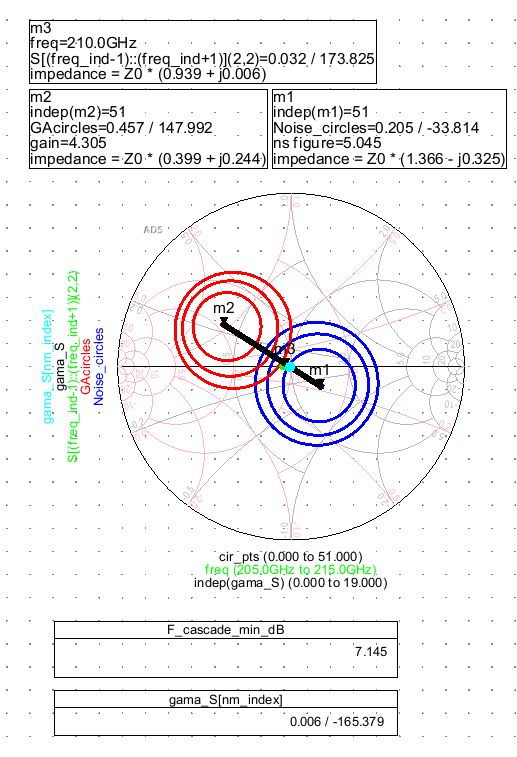 m3
freq=210.0GHz
S[(freq_ind-1)::(freq_ind+1)](2,2)=0.032 / 173.825
impedance = Z0 * (0.939 + j0.006)
m2
indep(m2)=51
GAcircles=0.457 / 147.992
gain=4.305
impedance = Z0 * (0.399 + j0.244)
m1
indep(m1)=51
Noise_circles=0.205 / -33.814
ns figure=5.045
impedance = Z0 * (1.366 - j0.325)
ADS
m2
m3
m1
gama_S[nm_index]
gama_S
S[(freq_ind-1)::(freq_ind+1)](2,2)
GAcircles
Noise_circles
cir_pts (0.000 to 51.000)
freq (205.0GHz to 215.0GHz)
indep(gama_S) (0.000 to 19.000)
F_cascade_min_dB
7.145
gama_S[nm_index]
0.006 / -165.379